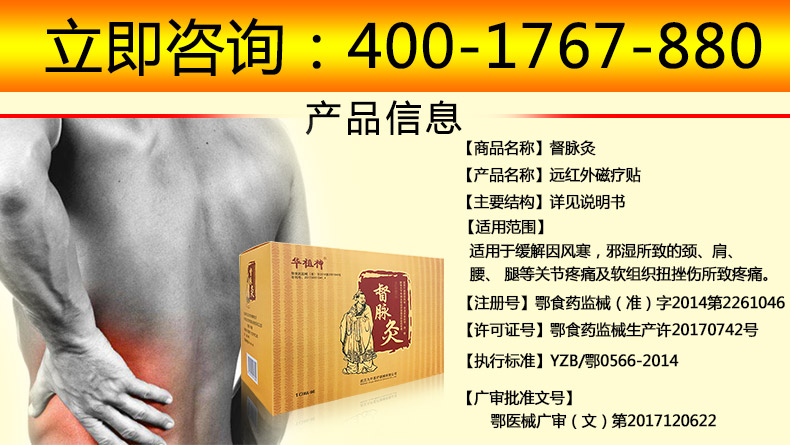 立即咨询：400-1767-880
产品信息
【商品名称】督脉灸
【产品名称】远红外磁疗贴
【主要结构】详见说明书
【适用范围】
适用于缓解因风寒，邪湿所致的颈、肩、
腰、腿等关节疼痛及软组织扭挫伤所致疼痛。
【注册号】鄂食药监械（准）字2014第2261046
【许可证号】鄂食药监械生产许20170742号
【执行标准】YZB/鄂0566-2014
【广审批准文号】
鄂医械广审（文）第2017120622
华植神
督脉灸